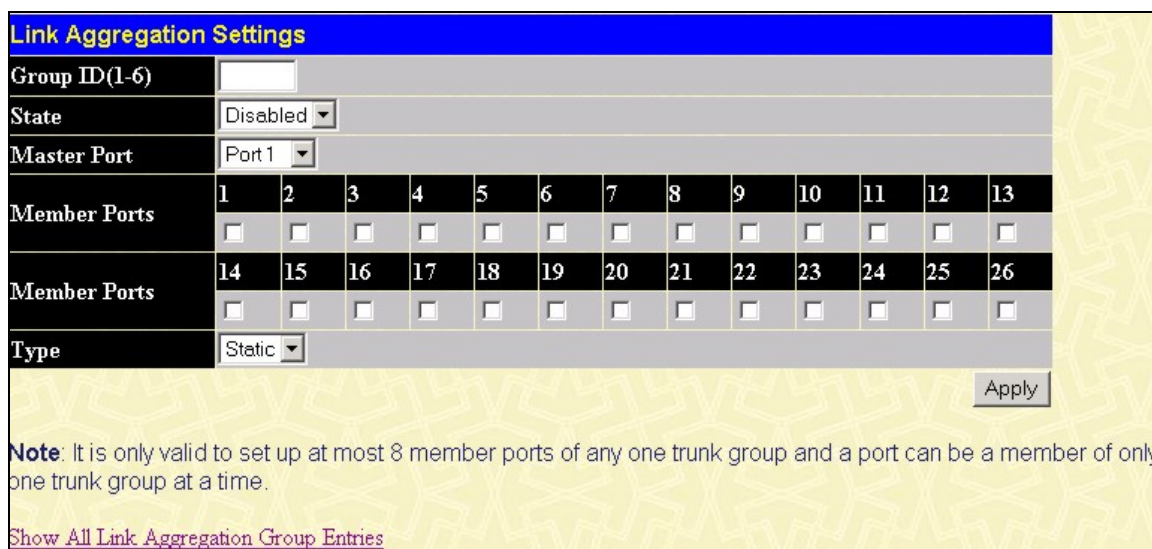 Link Aggregation Settings
Group ID(1-6)
State Disabled
Master Port Port 1
Member Ports 1 2 3 4 5 6 7 8 9 10 11 12 13
Member Ports 14 15 16 17 18 19 20 21 22 23 24 25 26
Type Static
Apply
Note: It is only valid to set up at most 8 member ports of any one trunk group and a port can be a member of only
one trunk group at a time.
Show All Link Aggregation Group Entries